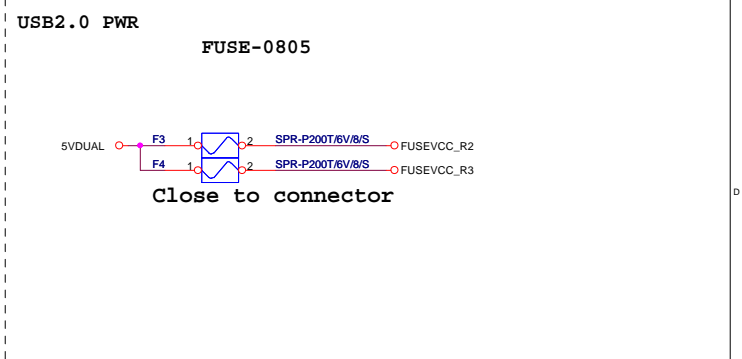 USB2.0 PWR
FUSE-0805
5VDUAL F3 1 2 SPR-P200T/6V/8/S FUSEVCC_R2
F4 1 2 SPR-P200T/6V/8/S FUSEVCC_R3
Close to connector
D